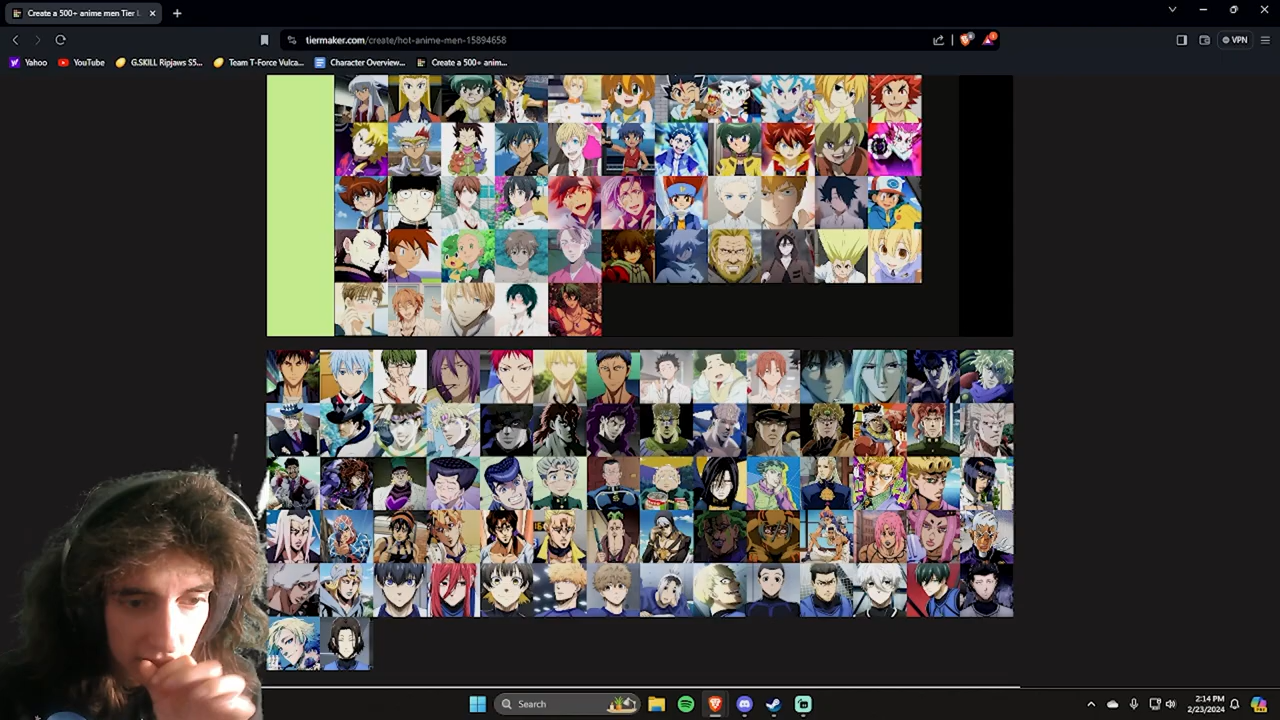 Create a 500+ anime men Tier l
tiermaker.com/create/hot-anime-men-15894658
VPN
Yahoo
YouTube
G.SKILL Ripjaws S5...
Team T-Force Vulca...
Character Overview...
Create a 500+ anim...
Search
2:14 PM
2/23/2024